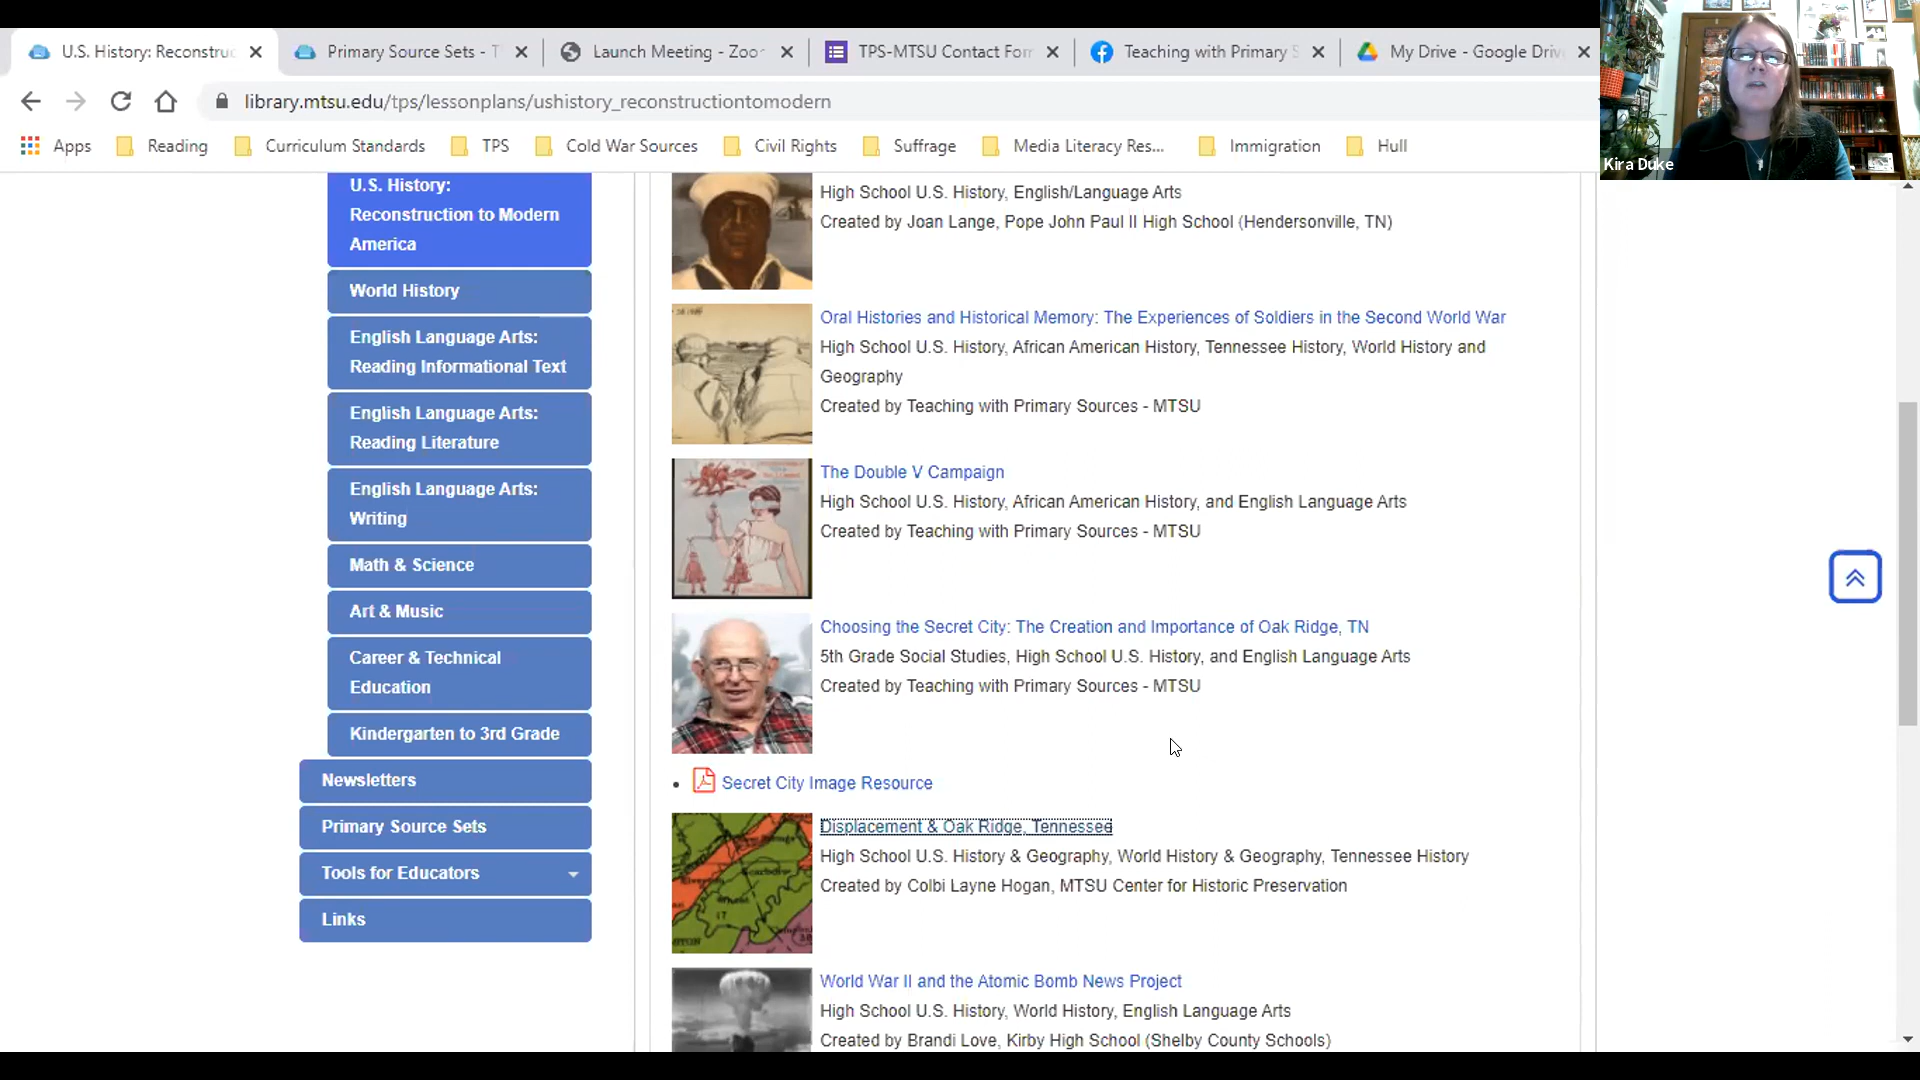 U.S. History: Reconstruc
Primary Source Sets - T
Launch Meeting - Zoo
TPS-MTSU Contact Form
Teaching with Primary S
My Drive - Google Driv
library.mtsu.edu/tps/lessonplans/ushistory_reconstructiontomodern
Apps
Reading
Curriculum Standards
TPS
Cold War Sources
Civil Rights
Suffrage
Media Literacy Res...
Immigration
Hull
Kira Duke
U.S. History:
Reconstruction to Modern
America
World History
English Language Arts:
Reading Informational Text
English Language Arts:
Reading Literature
English Language Arts:
Writing
Math & Science
Art & Music
Career & Technical
Education
Kindergarten to 3rd Grade
Newsletters
Primary Source Sets
Tools for Educators
Links
High School U.S. History, English/Language Arts
Created by Joan Lange, Pope John Paul II High School (Hendersonville, TN)
Oral Histories and Historical Memory: The Experiences of Soldiers in the Second World War
High School U.S. History, African American History, Tennessee History, World History and
Geography
Created by Teaching with Primary Sources - MTSU
The Double V Campaign
High School U.S. History, African American History, and English Language Arts
Created by Teaching with Primary Sources - MTSU
Choosing the Secret City: The Creation and Importance of Oak Ridge, TN
5th Grade Social Studies, High School U.S. History, and English Language Arts
Created by Teaching with Primary Sources - MTSU
Secret City Image Resource
Displacement & Oak Ridge, Tennessee
High School U.S. History & Geography, World History & Geography, Tennessee History
Created by Colbi Layne Hogan, MTSU Center for Historic Preservation
World War II and the Atomic Bomb News Project
High School U.S. History, World History, English Language Arts
Created by Brandi Love, Kirby High School (Shelby County Schools)